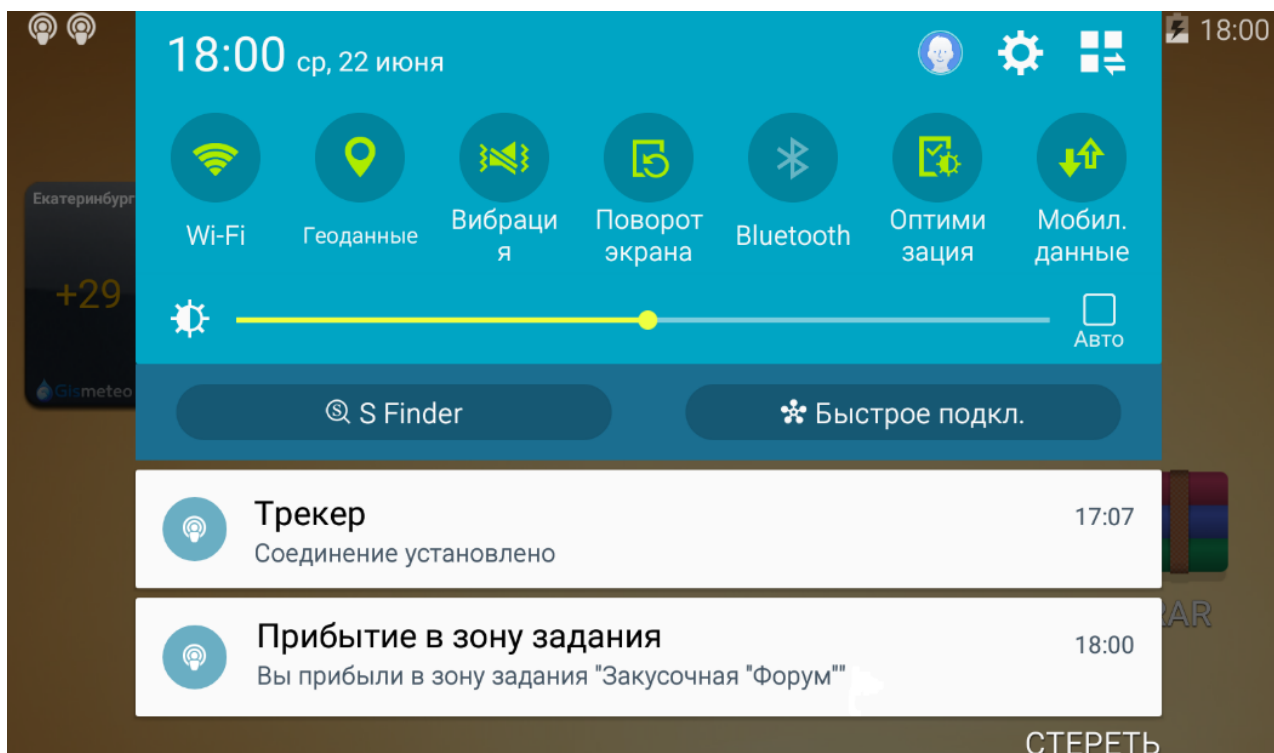 18:00
18:00 ср, 22 июня
Екатеринбург
Wi-Fi
Геоданные
Вибраци
я
Поворот
экрана
Bluetooth
Оптими
зация
Мобил.
данные
+29
Авто
Gismeteo
S Finder
Быстрое подкл.
Трекер
17:07
Соединение установлено
Прибытие в зону задания
18:00
Вы прибыли в зону задания "Закусочная "Форум""
RAR
СТЕРЕТЬ